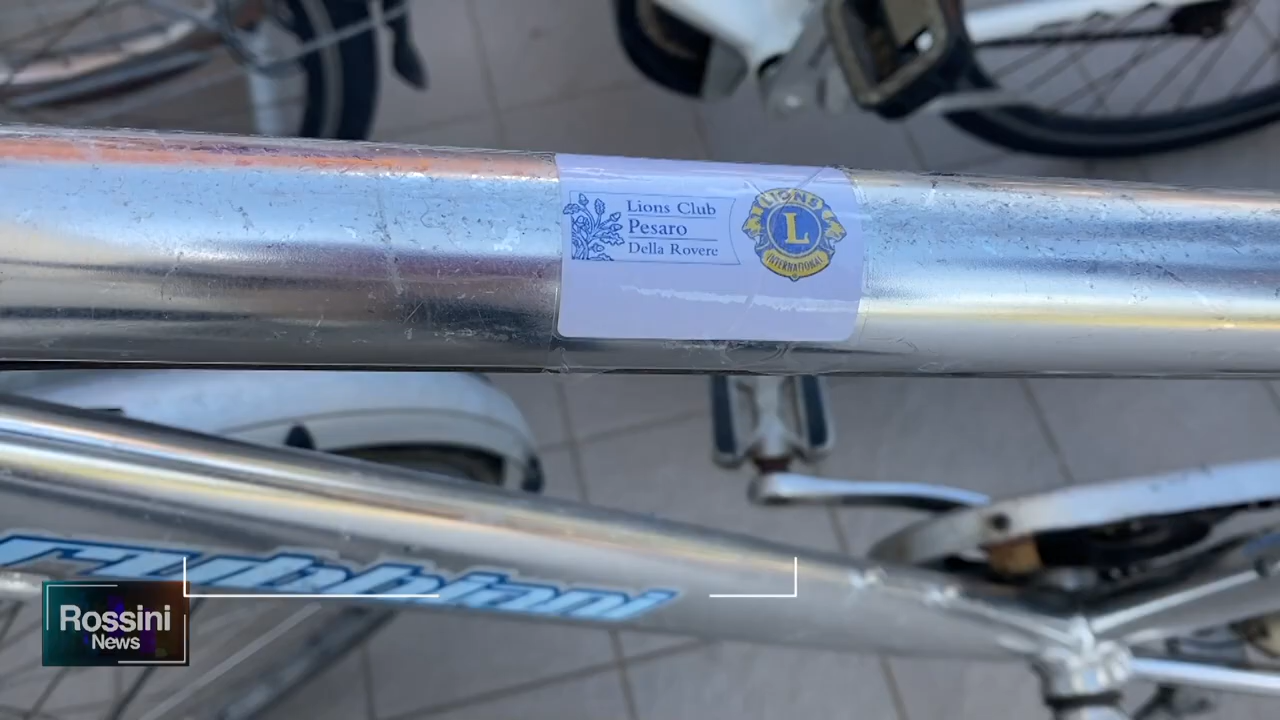 Lions Club
Pesaro
Della Rovere
LIONS
L
INTERNATIONAL
Rossini
News